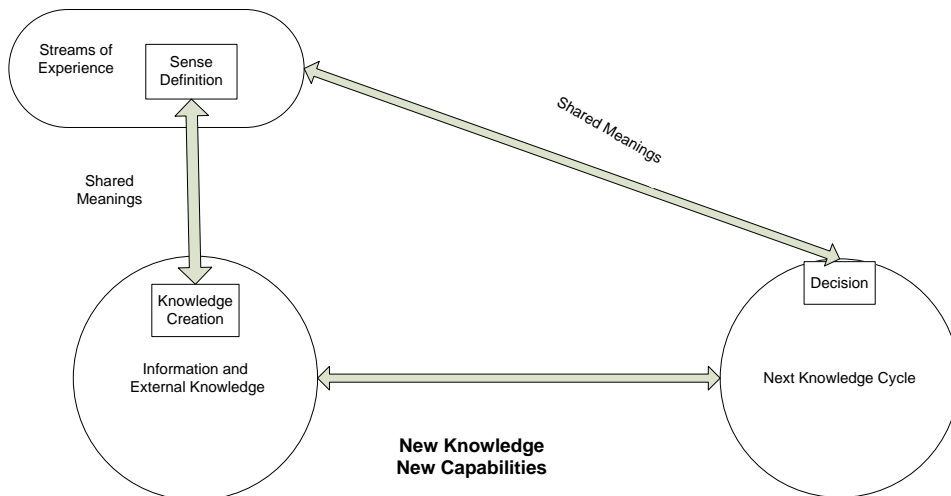 Streams of
Experience
Sense
Definition
Shared Meanings
Shared
Meanings
Knowledge
Creation
Decision
Information and
External Knowledge
Next Knowledge Cycle
New Knowledge
New Capabilities